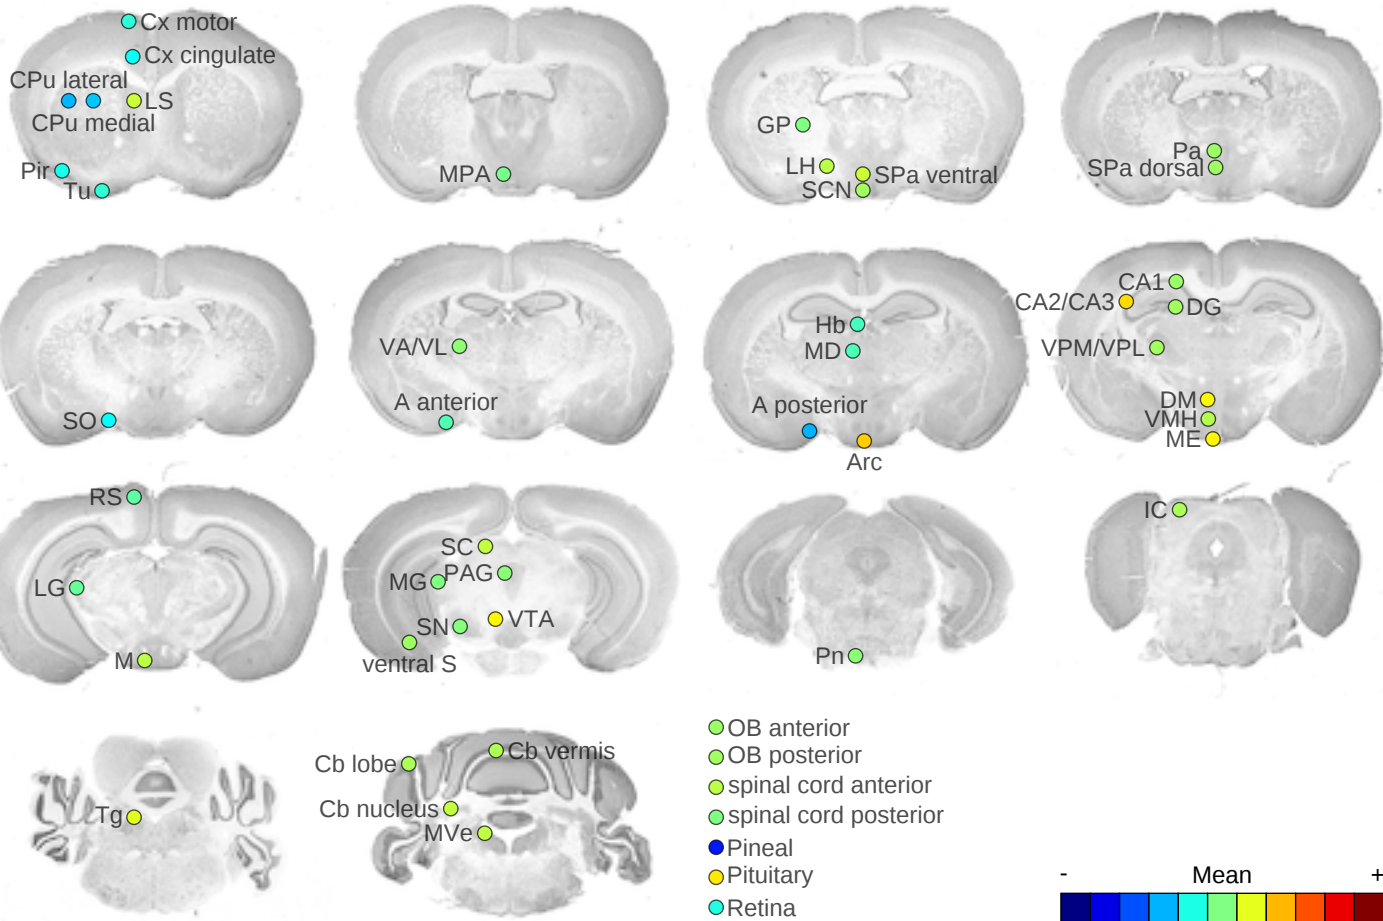 Cx motor
Cx cingulate
CPu lateral
LS
CPu medial
Pir
Tu
MPA
GP
LH
SPa ventral
SCN
Pa
SPa dorsal
SO
VA/VL
A anterior
Hb
MD
A posterior
Arc
CA1
CA2/CA3
DG
VPM/VPL
DM
VMH
ME
RS
LG
M
SC
MG
PAG
SN
VTA
ventral S
Pn
IC
Tg
Cb lobe
Cb vermis
Cb nucleus
MVe
OB anterior
OB posterior
spinal cord anterior
spinal cord posterior
Pineal
Pituitary
Retina
- Mean +